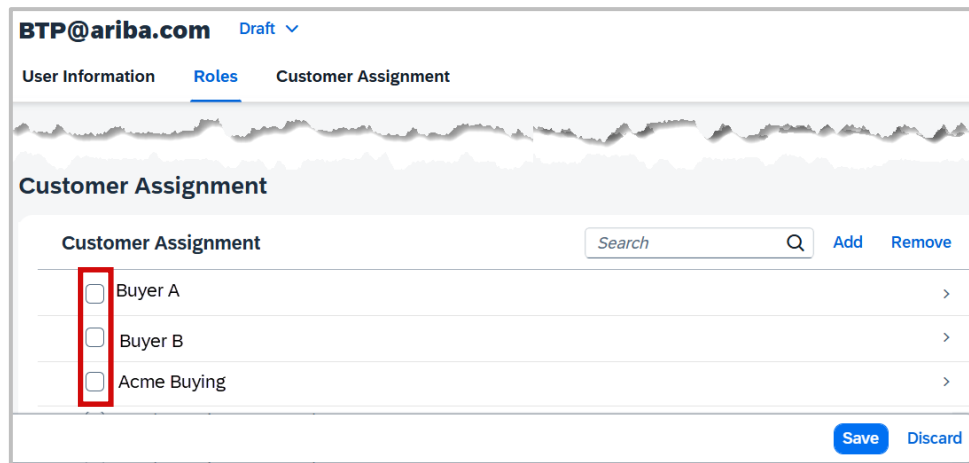 BTP@ariba.com Draft
User Information Roles Customer Assignment
Customer Assignment
Customer Assignment Search Add Remove
Buyer A
Buyer B
Acme Buying
Save Discard